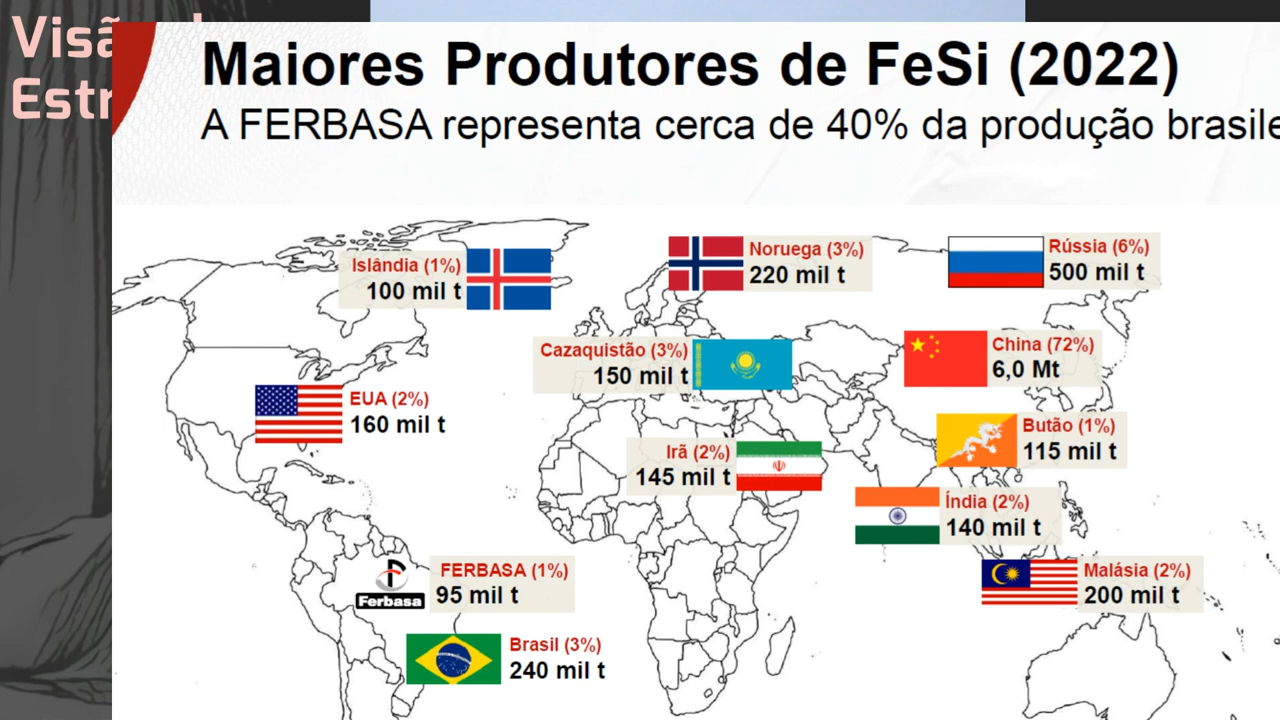 Maiores Produtores de FeSi (2022)
A FERBASA representa cerca de 40% da produção
Islândia (1%)
100 mil t
Noruega (3%)
220 mil t
Rússia (6%)
500 mil t
Cazaquistão (3%)
150 mil t
China (72%)
6,0 Mt
EUA (2%)
160 mil t
Butão (1%)
115 mil t
Irã (2%)
145 mil t
Índia (2%)
140 mil t
FERBASA (1%)
95 mil t
Ferbasa
Malásia (2%)
200 mil t
Brasil (3%)
240 mil t